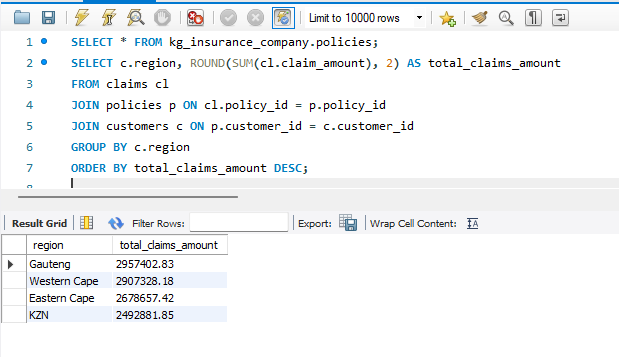 Limit to 10000 rows
1 SELECT * FROM kg_insurance_company.policies;
2 SELECT c.region, ROUND(SUM(cl.claim_amount), 2) AS total_claims_amount
3 FROM claims cl
4 JOIN policies p ON cl.policy_id = p.policy_id
5 JOIN customers c ON p.customer_id = c.customer_id
6 GROUP BY c.region
7 ORDER BY total_claims_amount DESC;
8
Result Grid Filter Rows: Export: Wrap Cell Content: IA
region total_claims_amount
Gauteng 2957402.83
Western Cape 2907328.18
Eastern Cape 2678657.42
KZN 2492881.85